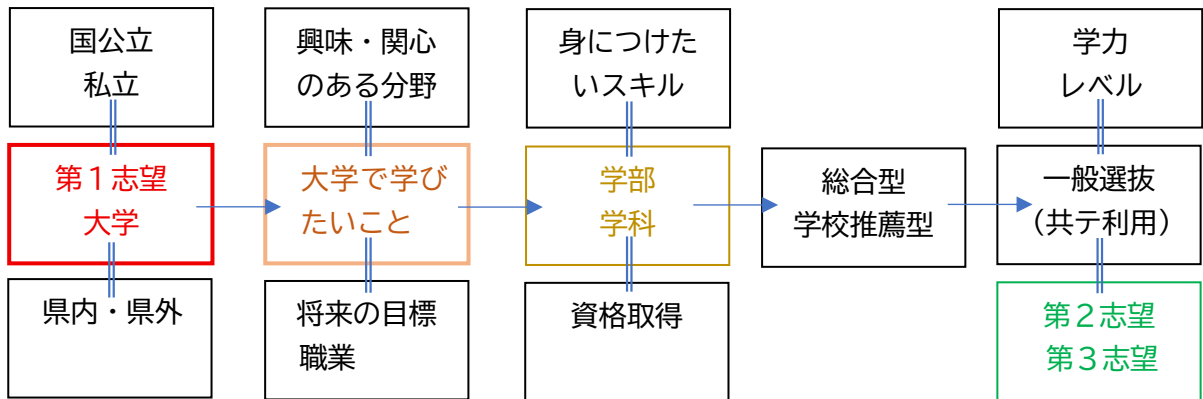 国公立
私立
興味・関心
のある分野
身につけた
いスキル
学力
レベル
第１志望
大学
大学で学び
たいこと
学部
学科
総合型
学校推薦型
一般選抜
（共テ利用）
県内・県外
将来の目標
職業
資格取得
第２志望
第３志望